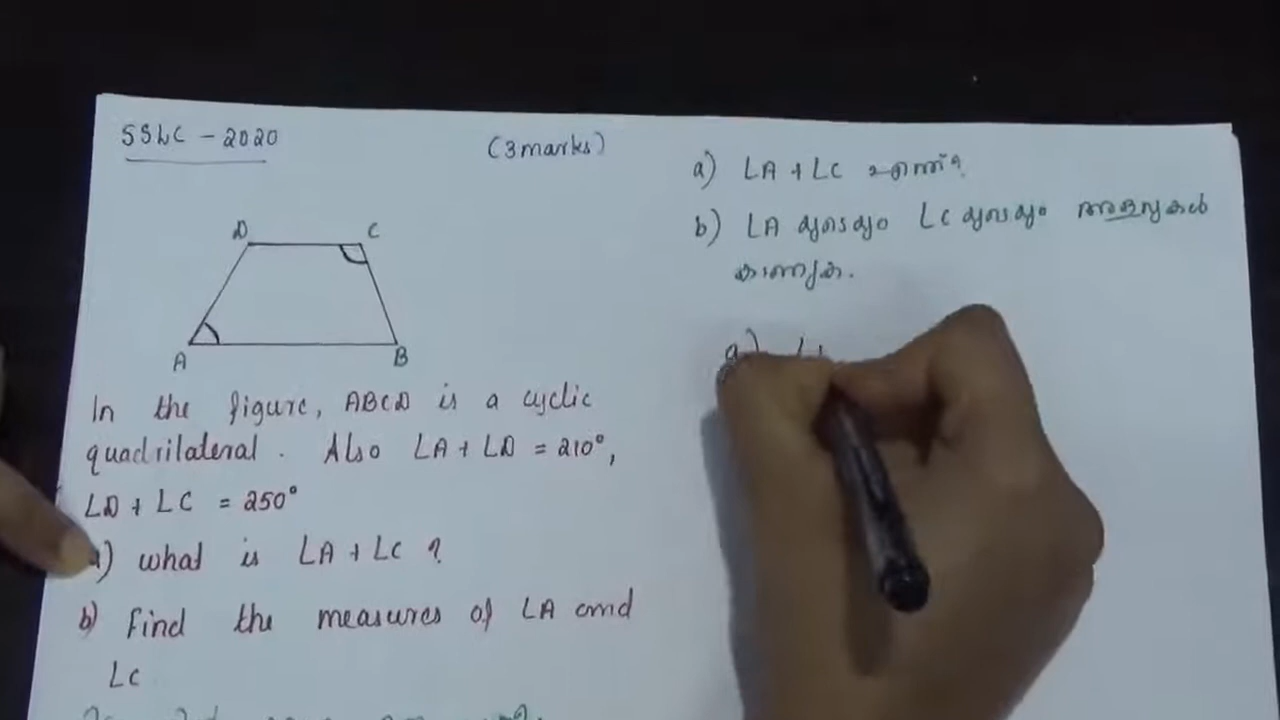 SSLC - 2020
(3marks)
D C
A B
In the figure, ABCD is a cyclic
quadrilateral. Also ∠A + ∠D = 210°,
∠D + ∠C = 250°
a) what is ∠A + ∠C ?
b) Find the measures of ∠A and
∠C
a) ∠A + ∠C എന്ത്?
b) ∠A യുടെയും ∠C യുടെയും അളവുകൾ
കാണുക.
a)